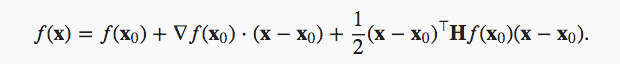 f(x) = f(x₀) + ∇f(x₀) · (x − x₀) + 1/2 (x − x₀)ᵀHf(x₀)(x − x₀).